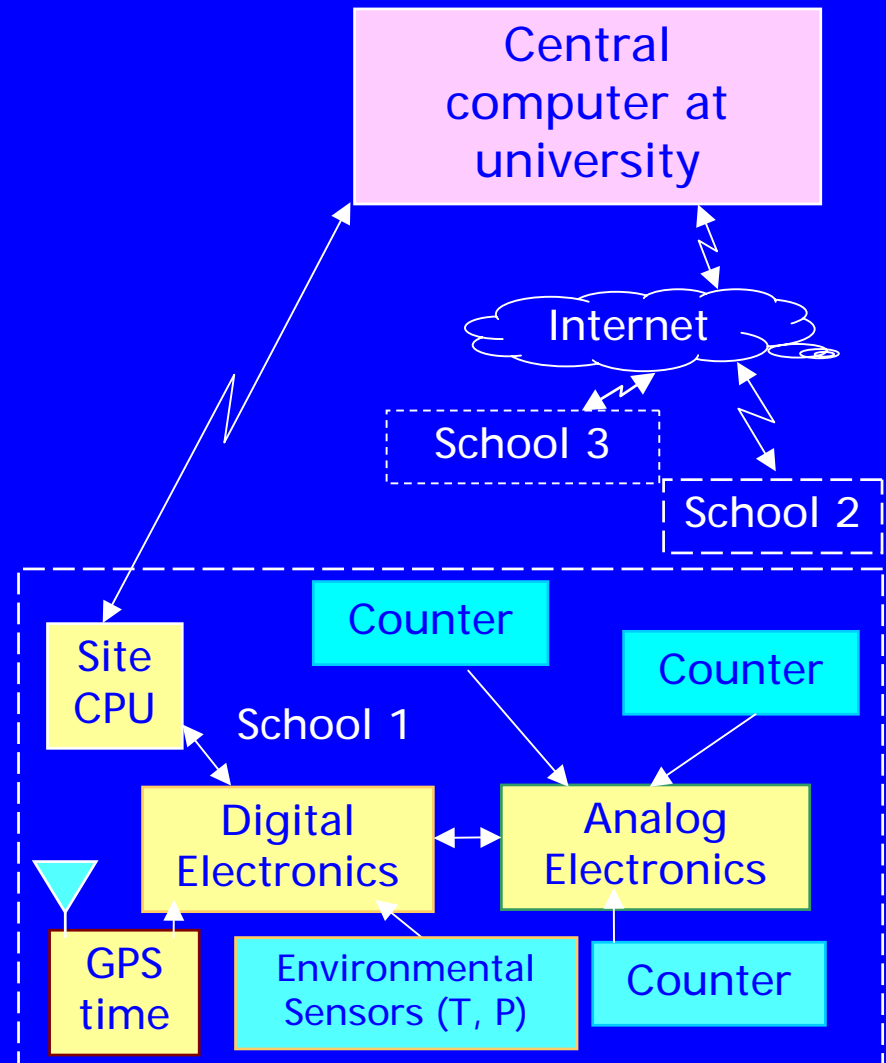 Central
computer at
university
Internet
School 3
School 2
Counter
Counter
Site
CPU
School 1
Digital
Electronics
Analog
Electronics
GPS
time
Environmental
Sensors (T, P)
Counter